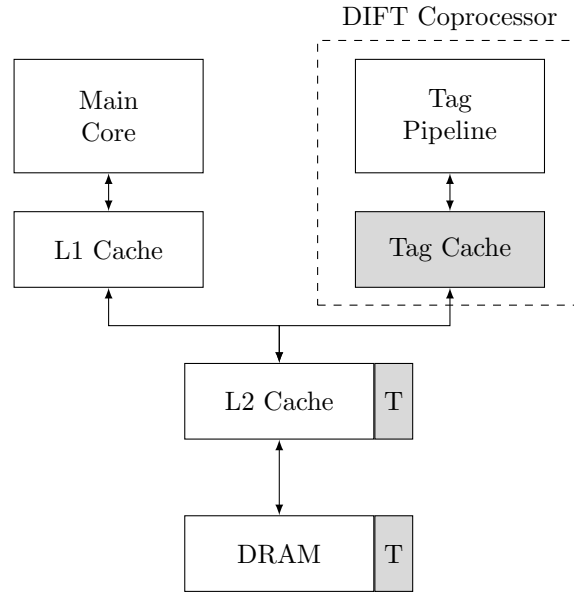 DIFT Coprocessor
Main
Core
Tag
Pipeline
L1 Cache
Tag Cache
L2 Cache
T
DRAM
T